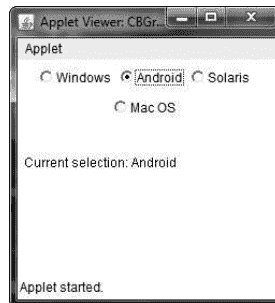 Applet Viewer: CBGr...
Applet
Windows Android Solaris
Mac OS
Current selection: Android
Applet started.